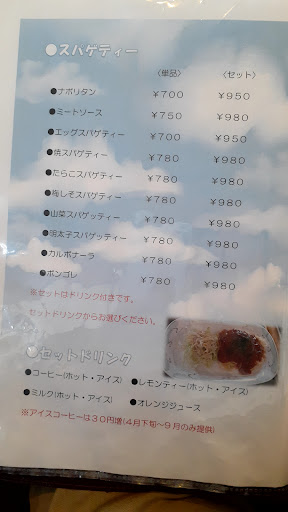 ●スパゲティー
〈単品〉 〈セット〉
●ナポリタン ￥700 ￥950
●ミートソース ￥750 ￥980
●エッグスパゲティー ￥700 ￥950
●焼スパゲティー ￥780 ￥980
●たらこスパゲティー ￥780 ￥980
●梅しそスパゲティー ￥780 ￥980
●山菜スパゲッティー ￥780 ￥980
●明太子スパゲッティー ￥780 ￥980
●カルボナーラ ￥780 ￥980
●ボンゴレ ￥780 ￥980
※セットはドリンク付きです。
セットドリンクからお選びください。
●セットドリンク
●コーヒー(ホット・アイス) ●レモンティー(ホット・アイス)
●ミルク(ホット・アイス) ●オレンジジュース
※アイスコーヒーは３０円増(４月下旬～９月のみ提供)